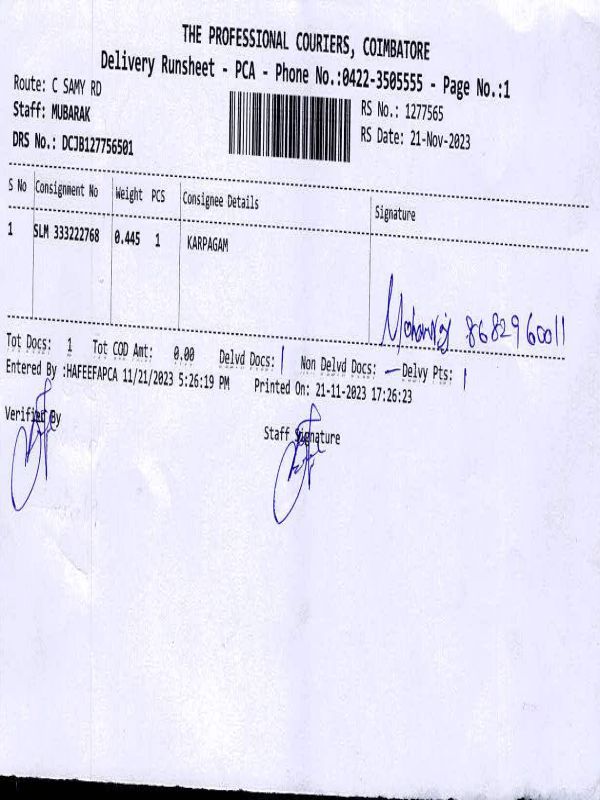 THE PROFESSIONAL COURIERS, COIMBATORE
Delivery Runsheet - PCA - Phone No.:0422-3505555 - Page No.:1
Route: C SAMY RD
Staff: MUBARAK
DRS No.: DCJB127756501
RS No.: 1277565
RS Date: 21-Nov-2023
S No Consignment No Weight PCS Consignee Details Signature
1 SLM 333222768 0.445 1 KARPAGAM
Mohanraj 8682960011
Tot Docs: 1 Tot COD Amt: 0.00 Delvd Docs: 1 Non Delvd Docs: - Delvy Pts: 1
Entered By :HAFEEFAPCA 11/21/2023 5:26:19 PM Printed On: 21-11-2023 17:26:23
Verified By
Staff Signature